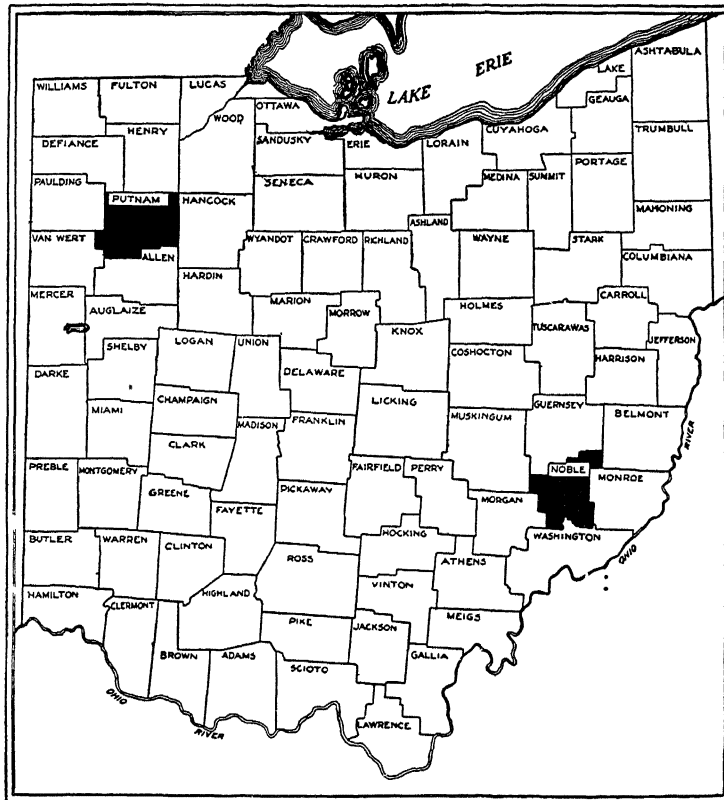 ASHTABULA
LAKE ERIE
LAKE
WILLIAMS
FULTON
LUCAS
GEAUGA
OTTAWA
WOOD
CUYAHOGA
TRUMBULL
HENRY
SANDUSKY
ERIE
LORAIN
DEFIANCE
PORTAGE
SENECA
HURON
MEDINA
SUMMIT
PAULDING
PUTNAM
HANCOCK
ASHLAND
MAHONING
VAN WERT
WYANDOT
CRAWFORD
RICHLAND
WAYNE
STARK
ALLEN
COLUMBIANA
HARDIN
MERCER
MARION
CARROLL
AUGLAIZE
MORROW
HOLMES
TUSCARAWAS
KNOX
JEFFERSON
SHELBY
LOGAN
UNION
COSHOCTON
HARRISON
DARKE
DELAWARE
CHAMPAIGN
LICKING
GUERNSEY
MIAMI
MUSKINGUM
BELMONT
MADISON
FRANKLIN
RIVER
CLARK
PREBLE
MONTGOMERY
FAIRFIELD
PERRY
NOBLE
MONROE
GREENE
PICKAWAY
MORGAN
FAYETTE
HOCKING
WASHINGTON
BUTLER
WARREN
CLINTON
OHIO
ROSS
ATHENS
VINTON
HAMILTON
HIGHLAND
CLERMONT
MEIGS
PIKE
JACKSON
BROWN
ADAMS
GALLIA
SCIOTO
OHIO
LAWRENCE
RIVER